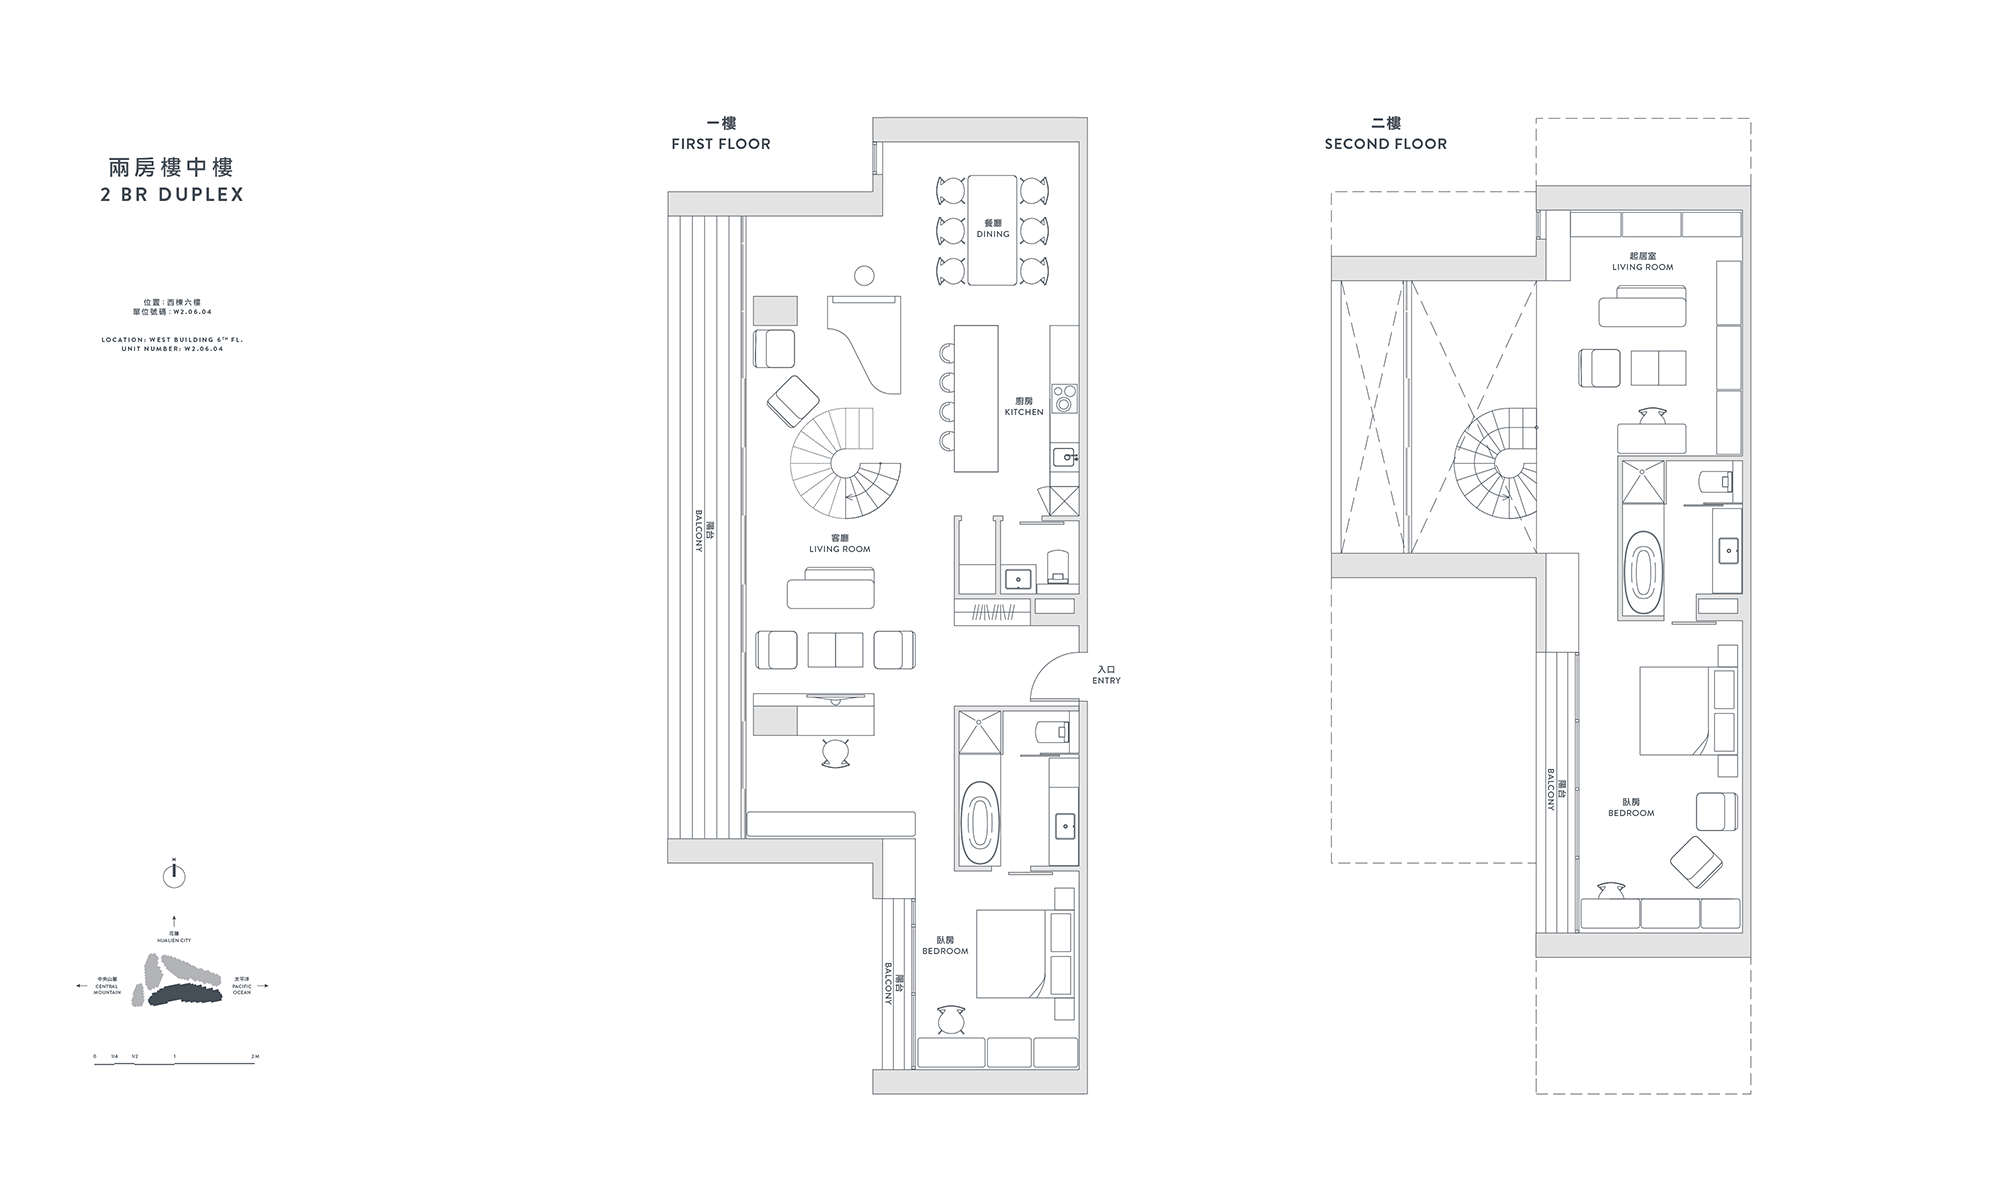 兩房樓中樓
2 BR DUPLEX
位置：西棟六樓
單位號碼：W2.06.04
LOCATION: WEST BUILDING 6TH FL.
UNIT NUMBER: W2.06.04
N
花蓮
HUALIEN CITY
中央山脈
CENTRAL
MOUNTAIN
太平洋
PACIFIC
OCEAN
0 1/4 1/2 1 2 M
一樓
FIRST FLOOR
餐廳
DINING
廚房
KITCHEN
陽台
BALCONY
客廳
LIVING ROOM
入口
ENTRY
臥房
BEDROOM
陽台
BALCONY
二樓
SECOND FLOOR
起居室
LIVING ROOM
陽台
BALCONY
臥房
BEDROOM